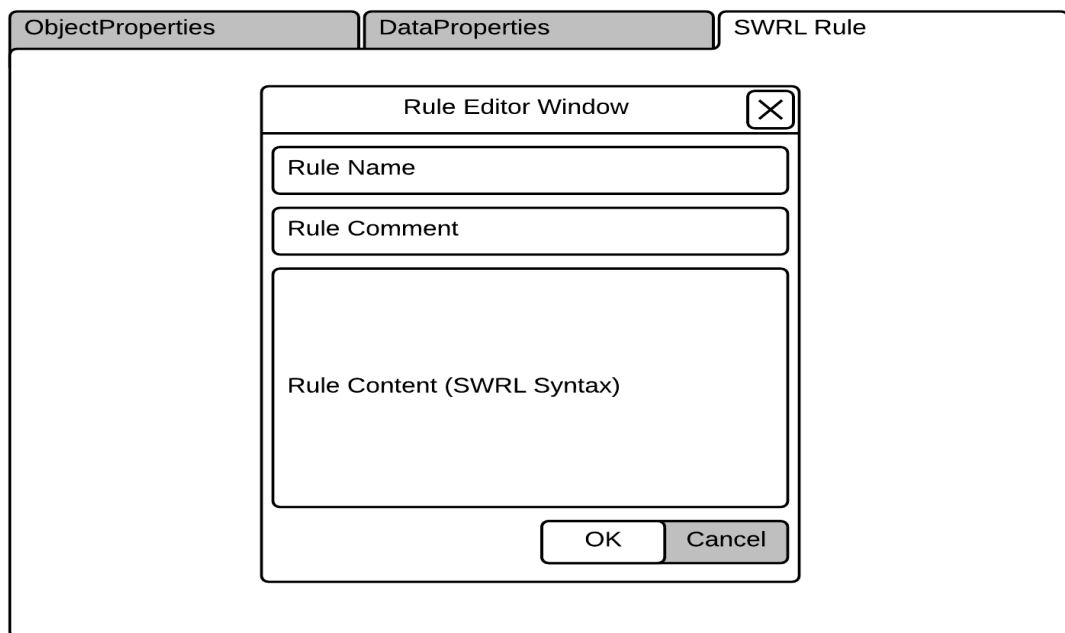 ObjectProperties DataProperties SWRL Rule
Rule Editor Window
Rule Name
Rule Comment
Rule Content (SWRL Syntax)
OK Cancel